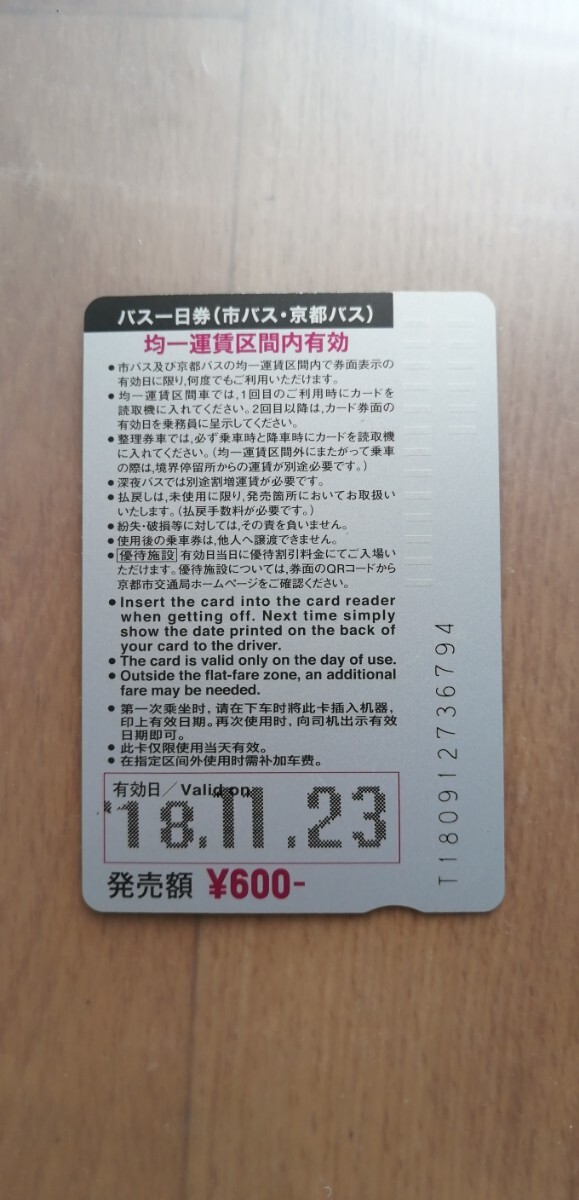 バス一日券(市バス・京都バス)
均一運賃区間内有効
●市バス及び京都バスの均一運賃区間内で券面表示の
有効日に限り,何度でもご利用いただけます。
●均一運賃区間車では,1回目のご利用時にカードを
読取機に入れてください。2回目以降は,カード券面の
有効日を乗務員に呈示してください。
●整理券車では,必ず乗車時と降車時にカードを読取機
に入れてください。(均一運賃区間外にまたがって乗車
の際は,境界停留所からの運賃が別途必要です。)
●深夜バスでは別途割増運賃が必要です。
●払戻しは,未使用に限り,発売箇所においてお取扱い
いたします。(払戻手数料が必要です。)
●紛失・破損等に対しては,その責を負いません。
●使用後の乗車券は,他人へ譲渡できません。
●優待施設 有効日当日に優待割引料金にてご入場い
ただけます。優待施設については,券面のQRコードから
京都市交通局ホームページをご確認ください。
●Insert the card into the card reader
when getting off. Next time simply
show the date printed on the back of
your card to the driver.
●The card is valid only on the day of use.
●Outside the flat-fare zone, an additional
fare may be needed.
●第一次乘坐时,请在下车时将此卡插入机器,
印上有效日期。再次使用时,向司机出示有效
日期即可。
●此卡仅限使用当天有效。
●在指定区间外使用时需补加车费。
有効日/Valid on
'18.11.23
発売額 ¥600-
T180912736794